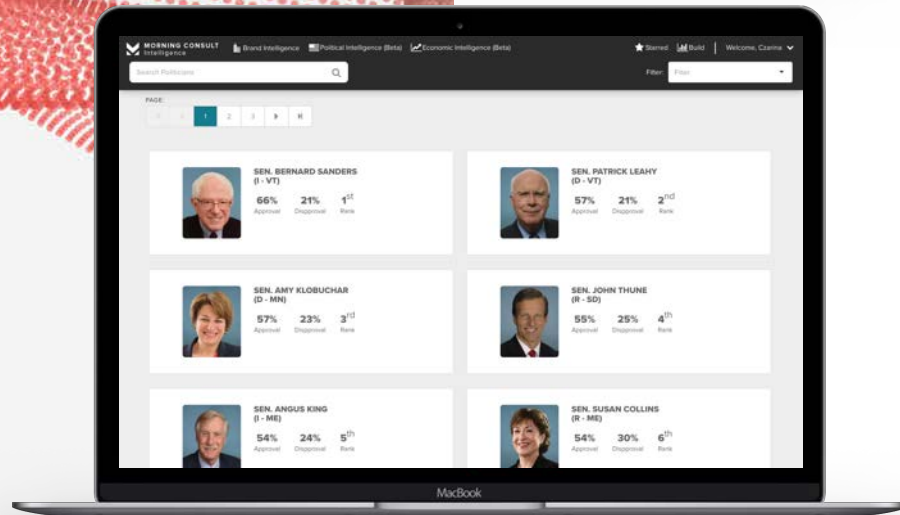 MORNING CONSULT
Intelligence
Brand Intelligence
Political Intelligence (Beta)
Economic Intelligence (Beta)
Starred
Build
Welcome, Czarina
Search Politicians
Filter:
Filter
PAGE:
1 2 3
SEN. BERNARD SANDERS
(I - VT)
66% 21% 1st
Approval Disapproval Rank
SEN. PATRICK LEAHY
(D - VT)
57% 21% 2nd
Approval Disapproval Rank
SEN. AMY KLOBUCHAR
(D - MN)
57% 23% 3rd
Approval Disapproval Rank
SEN. JOHN THUNE
(R - SD)
55% 25% 4th
Approval Disapproval Rank
SEN. ANGUS KING
(I - ME)
54% 24% 5th
Approval Disapproval Rank
SEN. SUSAN COLLINS
(R - ME)
54% 30% 6th
Approval Disapproval Rank
MacBook